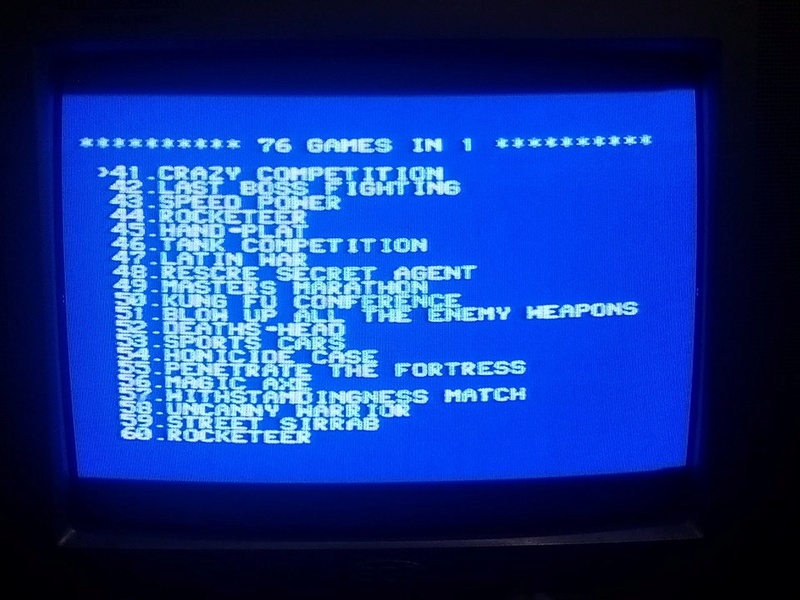 ********** 76 GAMES IN 1 **********
>41.CRAZY COMPETITION
42.LAST BOSS FIGHTING
43.SPEED POWER
44.ROCKETEER
45.HAND-PLAT
46.TANK COMPETITION
47.LATIN WAR
48.RESCRE SECRET AGENT
49.MASTERS MARATHON
50.KUNG FU CONFERENCE
51.BLOW UP ALL THE ENEMY WEAPONS
52.DEATHS-HEAD
53.SPORTS CARS
54.HONICIDE CASE
55.PENETRATE THE FORTRESS
56.MAGIC AXE
57.WITHSTANDINGNESS MATCH
58.UNCANNY WARRIOR
59.STREET SIRRAB
60.ROCKETEER